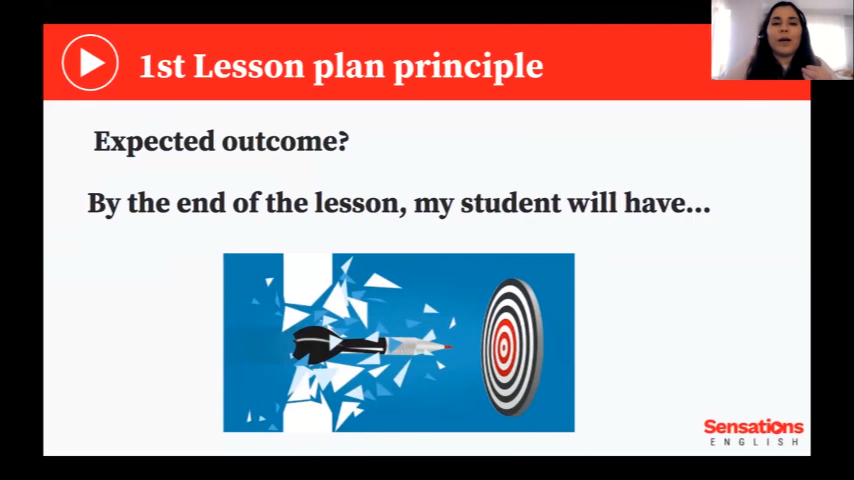 1st Lesson plan principle
Expected outcome?
By the end of the lesson, my student will have...
Sensations
ENGLISH